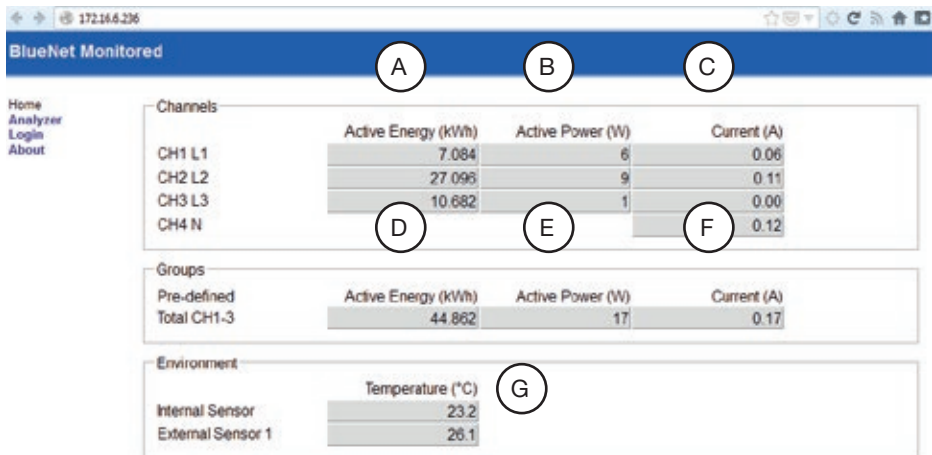 172.16.6.236
BlueNet Monitored
A B C
Home
Analyzer
Login
About
Channels
Active Energy (kWh) Active Power (W) Current (A)
CH1 L1 7.084 6 0.06
CH2 L2 27.096 9 0.11
CH3 L3 10.682 1 0.00
CH4 N D E F 0.12
Groups
Pre-defined Active Energy (kWh) Active Power (W) Current (A)
Total CH1-3 44.862 17 0.17
Environment
Temperature (°C) G
Internal Sensor 23.2
External Sensor 1 26.1